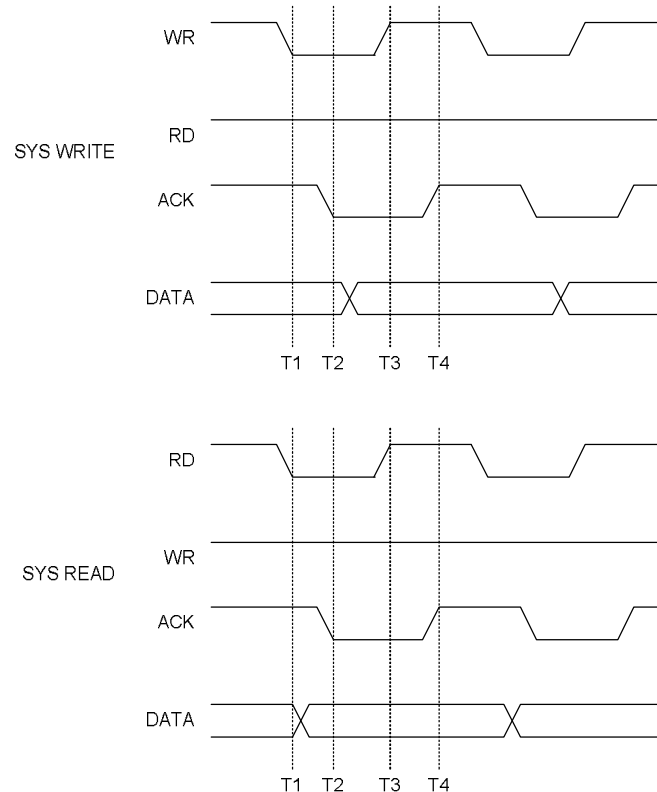 WR
RD
SYS WRITE
ACK
DATA
T1 T2 T3 T4
RD
WR
SYS READ
ACK
DATA
T1 T2 T3 T4